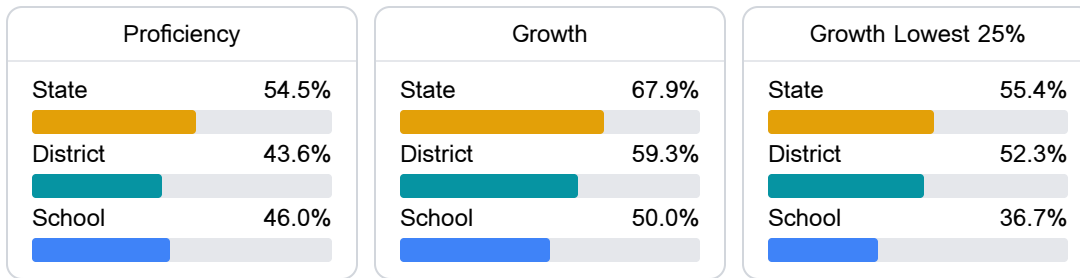 Proficiency
State 54.5%
District 43.6%
School 46.0%
Growth
State 67.9%
District 59.3%
School 50.0%
Growth Lowest 25%
State 55.4%
District 52.3%
School 36.7%